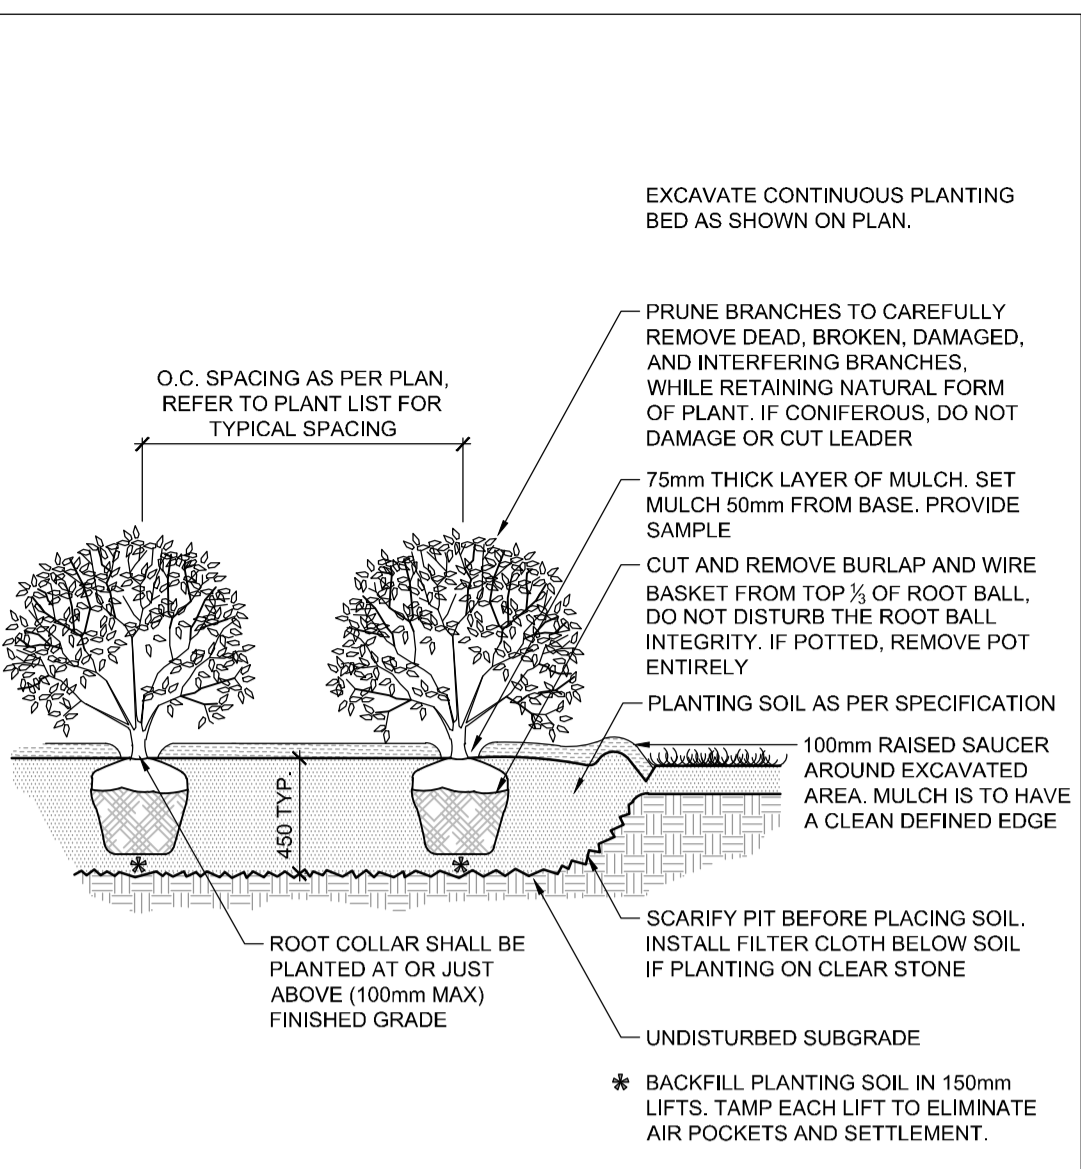 EXCAVATE CONTINUOUS PLANTING
BED AS SHOWN ON PLAN.
PRUNE BRANCHES TO CAREFULLY
REMOVE DEAD, BROKEN, DAMAGED,
AND INTERFERING BRANCHES,
WHILE RETAINING NATURAL FORM
OF PLANT. IF CONIFEROUS, DO NOT
DAMAGE OR CUT LEADER
O.C. SPACING AS PER PLAN,
REFER TO PLANT LIST FOR
TYPICAL SPACING
75mm THICK LAYER OF MULCH. SET
MULCH 50mm FROM BASE. PROVIDE
SAMPLE
CUT AND REMOVE BURLAP AND WIRE
BASKET FROM TOP ⅓ OF ROOT BALL,
DO NOT DISTURB THE ROOT BALL
INTEGRITY. IF POTTED, REMOVE POT
ENTIRELY
PLANTING SOIL AS PER SPECIFICATION
100mm RAISED SAUCER
AROUND EXCAVATED
AREA. MULCH IS TO HAVE
A CLEAN DEFINED EDGE
450 TYP.
*
*
ROOT COLLAR SHALL BE
PLANTED AT OR JUST
ABOVE (100mm MAX)
FINISHED GRADE
SCARIFY PIT BEFORE PLACING SOIL.
INSTALL FILTER CLOTH BELOW SOIL
IF PLANTING ON CLEAR STONE
UNDISTURBED SUBGRADE
* BACKFILL PLANTING SOIL IN 150mm
LIFTS. TAMP EACH LIFT TO ELIMINATE
AIR POCKETS AND SETTLEMENT.